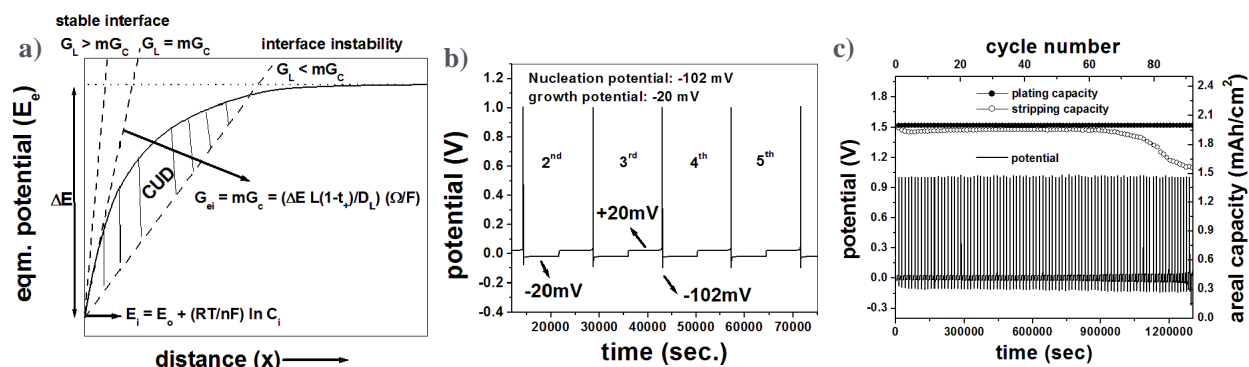 a)
stable interface
G_L > mG_C
G_L = mG_C
interface instability
G_L < mG_C
eqm. potential (E_e)
ΔE
CUD
G_ei = mG_c = (ΔE L(1-t_+)/D_L) (Ω/F)
E_i = E_o + (RT/nF) ln C_i
distance (x)
b)
Nucleation potential: -102 mV
growth potential: -20 mV
2^nd
3^rd
4^th
5^th
+20mV
-20mV
-102mV
potential (V)
1.2
1.0
0.8
0.6
0.4
0.2
0.0
-0.2
-0.4
20000
30000
40000
50000
60000
70000
time (sec.)
c)
cycle number
0
20
40
60
80
plating capacity
stripping capacity
potential
potential (V)
1.8
1.5
1.2
0.9
0.6
0.3
0.0
-0.3
areal capacity (mAh/cm^2)
2.4
2.1
1.8
1.5
1.2
0.9
0.6
0.3
0.0
0
300000
600000
900000
1200000
time (sec)